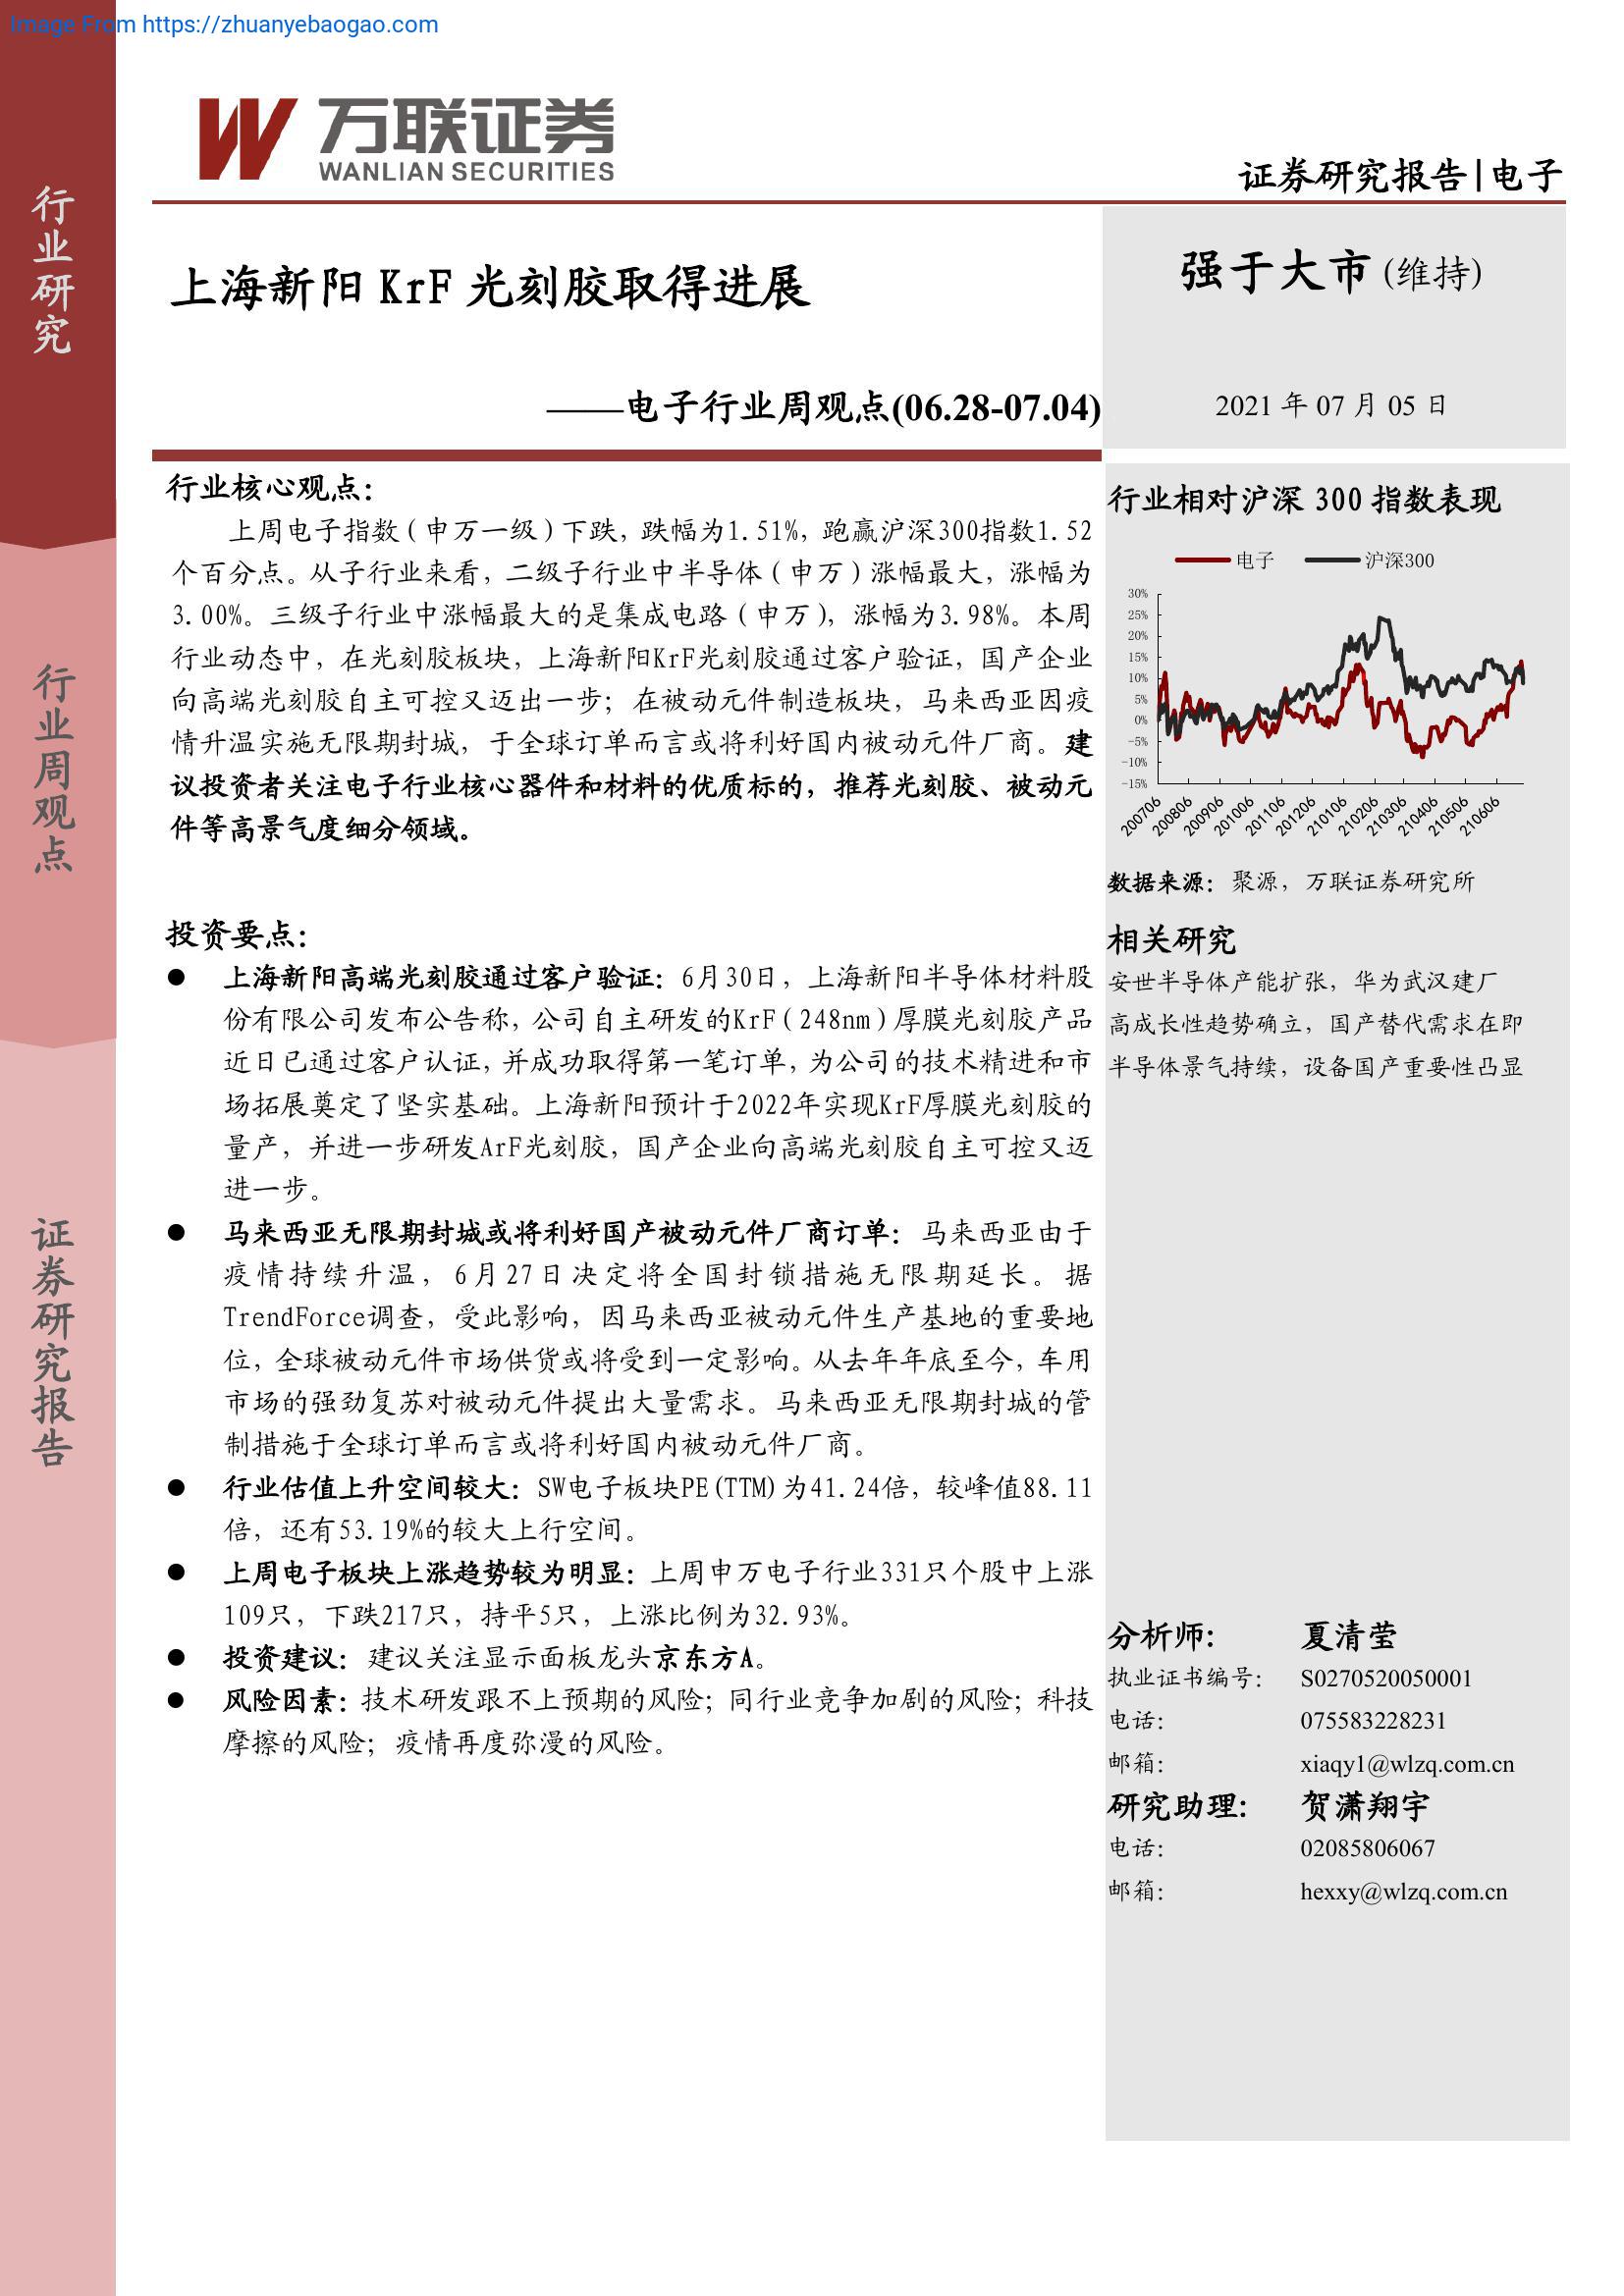 Image From https://zhuanyebaogao.com
万联证券
WANLIAN SECURITIES
证券研究报告|电子
行业研究
行业周观点
证券研究报告
上海新阳 KrF 光刻胶取得进展
——电子行业周观点(06.28-07.04)
强于大市(维持)
2021 年 07 月 05 日
行业核心观点：
上周电子指数（申万一级）下跌，跌幅为1.51%，跑赢沪深300指数1.52
个百分点。从子行业来看，二级子行业中半导体（申万）涨幅最大，涨幅为
3.00%。三级子行业中涨幅最大的是集成电路（申万），涨幅为3.98%。本周
行业动态中，在光刻胶板块，上海新阳KrF光刻胶通过客户验证，国产企业
向高端光刻胶自主可控又迈出一步；在被动元件制造板块，马来西亚因疫
情升温实施无限期封城，于全球订单而言或将利好国内被动元件厂商。建
议投资者关注电子行业核心器件和材料的优质标的，推荐光刻胶、被动元
件等高景气度细分领域。
投资要点：
● 上海新阳高端光刻胶通过客户验证：6月30日，上海新阳半导体材料股
份有限公司发布公告称，公司自主研发的KrF（248nm）厚膜光刻胶产品
近日已通过客户认证，并成功取得第一笔订单，为公司的技术精进和市
场拓展奠定了坚实基础。上海新阳预计于2022年实现KrF厚膜光刻胶的
量产，并进一步研发ArF光刻胶，国产企业向高端光刻胶自主可控又迈
进一步。
● 马来西亚无限期封城或将利好国产被动元件厂商订单：马来西亚由于
疫情持续升温，6月27日决定将全国封锁措施无限期延长。据
TrendForce调查，受此影响，因马来西亚被动元件生产基地的重要地
位，全球被动元件市场供货或将受到一定影响。从去年年底至今，车用
市场的强劲复苏对被动元件提出大量需求。马来西亚无限期封城的管
制措施于全球订单而言或将利好国内被动元件厂商。
● 行业估值上升空间较大：SW电子板块PE(TTM)为41.24倍，较峰值88.11
倍，还有53.19%的较大上行空间。
● 上周电子板块上涨趋势较为明显：上周申万电子行业331只个股中上涨
109只，下跌217只，持平5只，上涨比例为32.93%。
● 投资建议：建议关注显示面板龙头京东方A。
● 风险因素：技术研发跟不上预期的风险；同行业竞争加剧的风险；科技
摩擦的风险；疫情再度弥漫的风险。
行业相对沪深 300 指数表现
电子 沪深300
30%
25%
20%
15%
10%
5%
0%
-5%
-10%
-15%
200706 200806 200906 201006 201106 201206 210106 210206 210306 210406 210506 210606
数据来源：聚源，万联证券研究所
相关研究
安世半导体产能扩张，华为武汉建厂
高成长性趋势确立，国产替代需求在即
半导体景气持续，设备国产重要性凸显
分析师: 夏清莹
执业证书编号: S0270520050001
电话: 075583228231
邮箱: xiaqy1@wlzq.com.cn
研究助理: 贺潇翔宇
电话: 02085806067
邮箱: hexxy@wlzq.com.cn